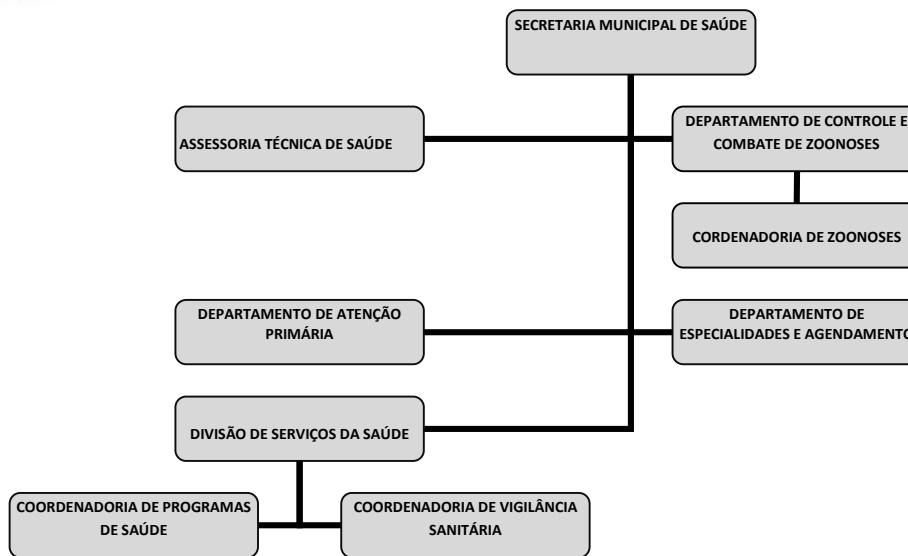 SECRETARIA MUNICIPAL DE SAÚDE
ASSESSORIA TÉCNICA DE SAÚDE
DEPARTAMENTO DE CONTROLE E
COMBATE DE ZOONOSES
CORDENADORIA DE ZOONOSES
DEPARTAMENTO DE ATENÇÃO
PRIMÁRIA
DEPARTAMENTO DE
ESPECIALIDADES E AGENDAMENTO
DIVISÃO DE SERVIÇOS DA SAÚDE
COORDENADORIA DE PROGRAMAS
DE SAÚDE
COORDENADORIA DE VIGILÂNCIA
SANITÁRIA